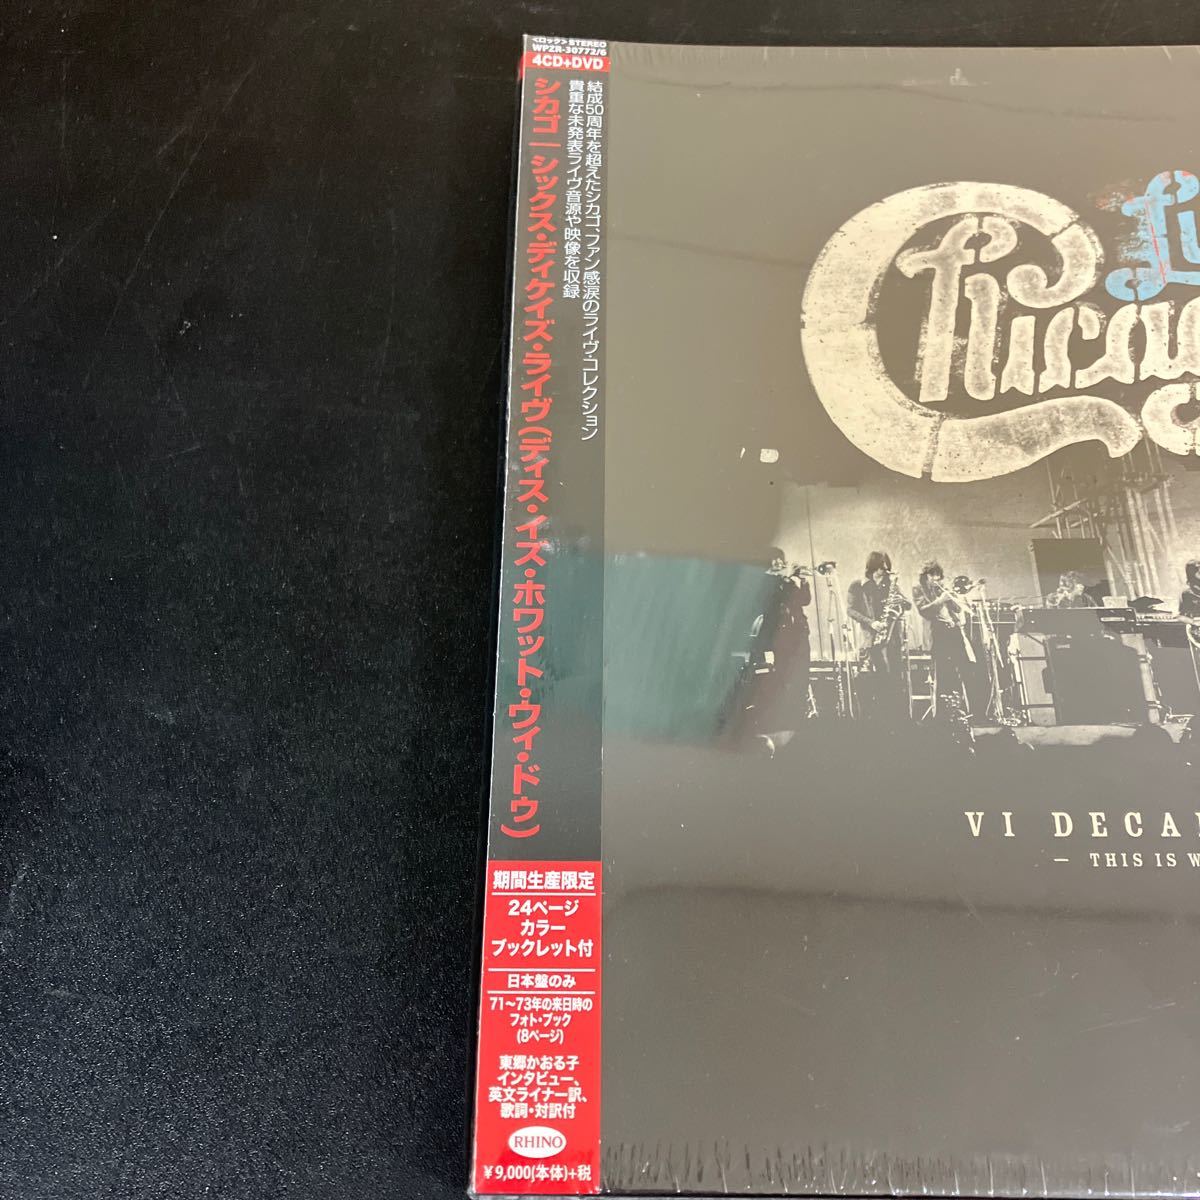 <ロック> STEREO
WPZR-30772/6
4CD+DVD
結成50周年を超えたシカゴ、ファン感涙のライヴ・コレクション
貴重な未発表ライヴ音源や映像を収録
シカゴ|シックス・ディケイズ・ライヴ(ディス・イズ・ホワット・ウィ・ドゥ)
期間生産限定
24ページ
カラー
ブックレット付
日本盤のみ
71〜73年の来日時の
フォト・ブック
(8ページ)
東郷かおる子
インタビュー、
英文ライナー訳、
歌詞・対訳付
RHINO
¥9,000(本体)+税
Li
Chica
VI DECA
— THIS IS W